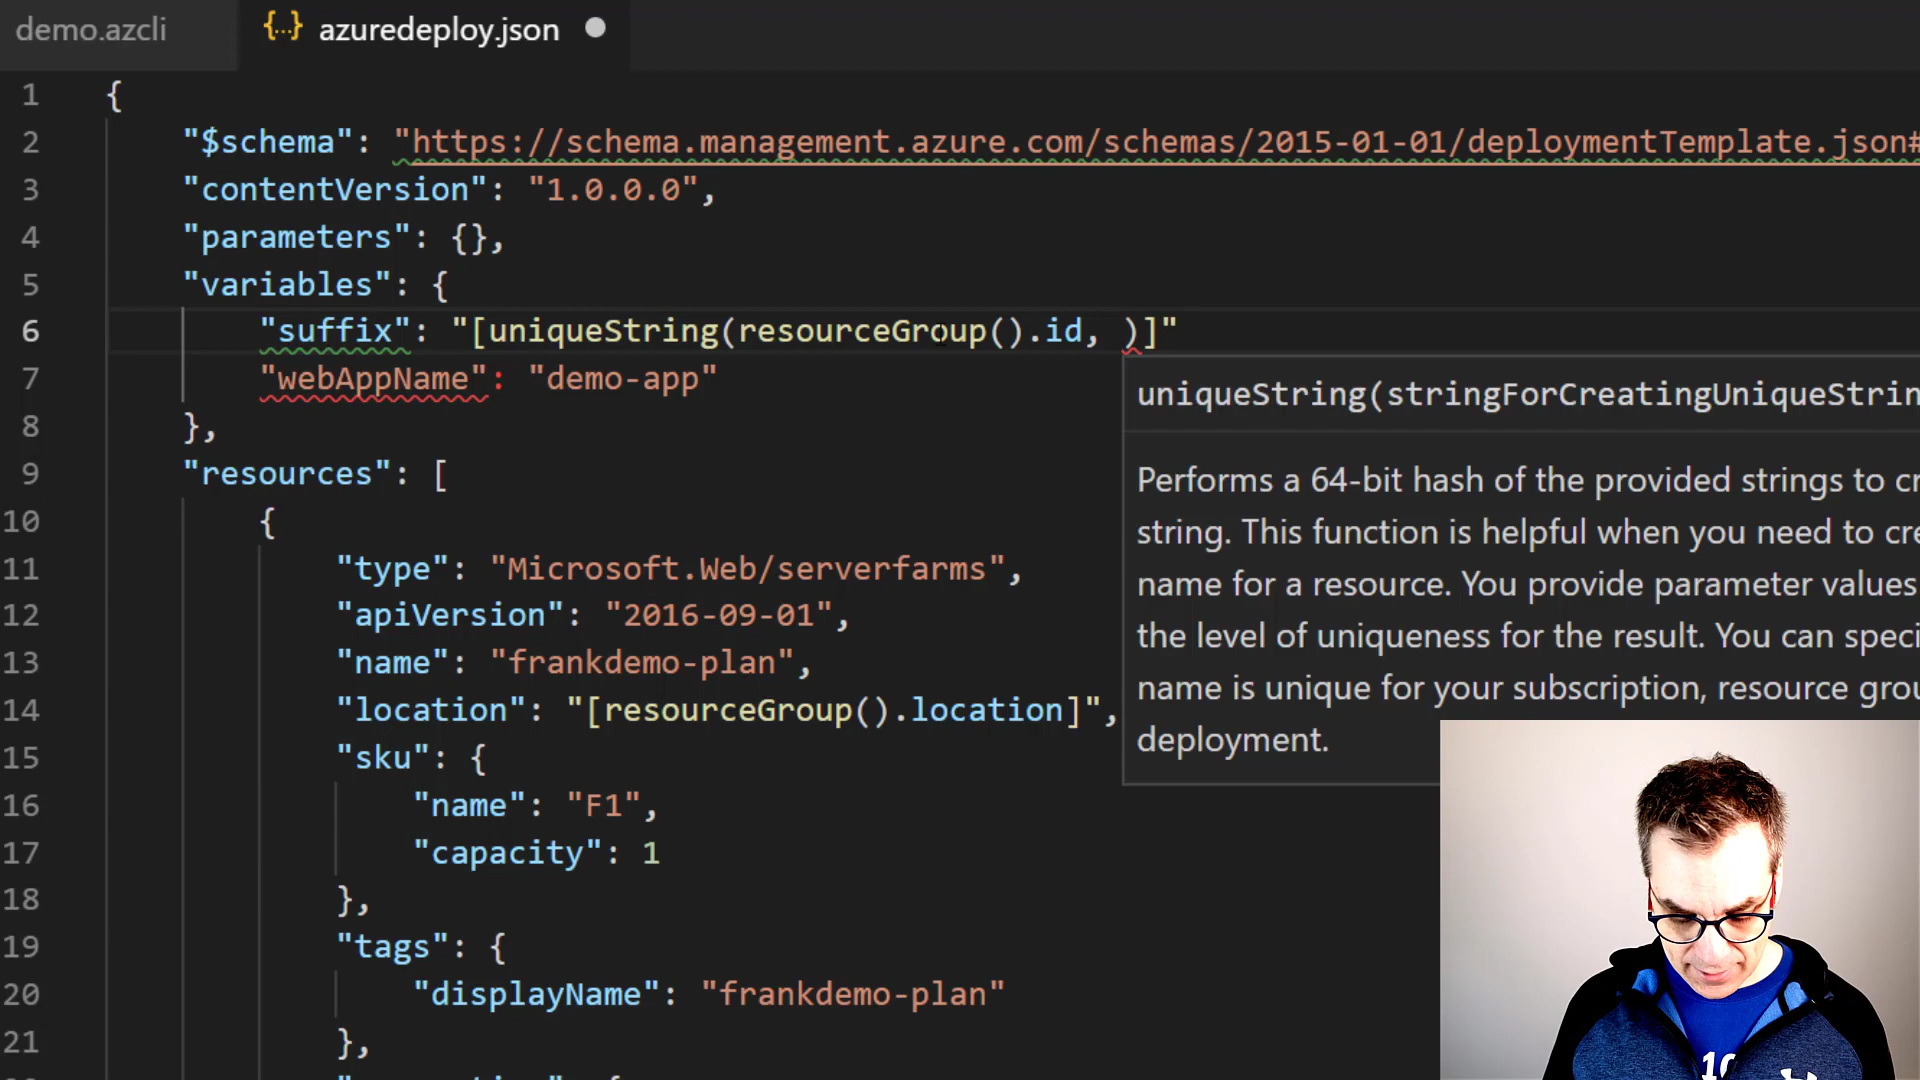 demo.azcli
{..} azuredeploy.json
1 {
2 "$schema": "https://schema.management.azure.com/schemas/2015-01-01/deploymentTemplate.json#
3 "contentVersion": "1.0.0.0",
4 "parameters": {},
5 "variables": {
6 "suffix": "[uniqueString(resourceGroup().id, )]"
7 "webAppName": "demo-app"
uniqueString(stringForCreatingUniqueStrin
8 },
9 "resources": [
Performs a 64-bit hash of the provided strings to cr
10 {
string. This function is helpful when you need to cre
11 "type": "Microsoft.Web/serverfarms",
name for a resource. You provide parameter values
12 "apiVersion": "2016-09-01",
the level of uniqueness for the result. You can speci
13 "name": "frankdemo-plan",
name is unique for your subscription, resource grou
14 "location": "[resourceGroup().location]",
deployment.
15 "sku": {
16 "name": "F1",
17 "capacity": 1
18 },
19 "tags": {
20 "displayName": "frankdemo-plan"
21 },
10